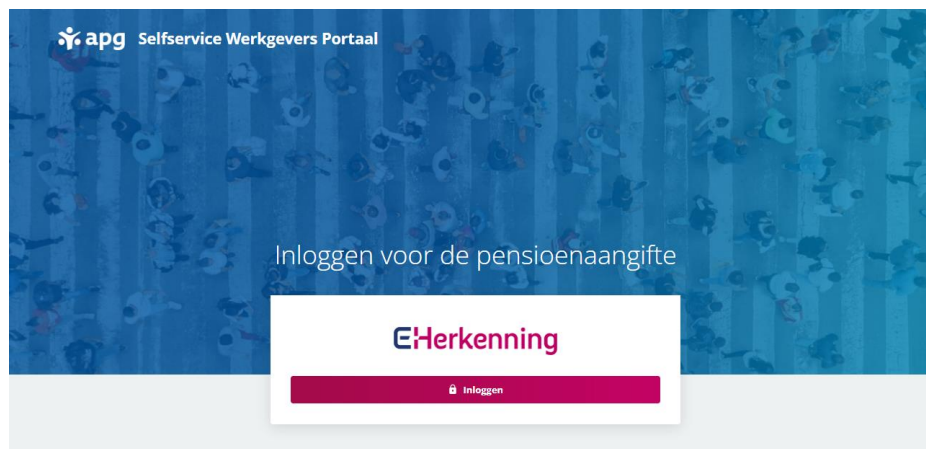 apg Selfservice Werkgevers Portaal
Inloggen voor de pensioenaangifte
eHerkenning
Inloggen